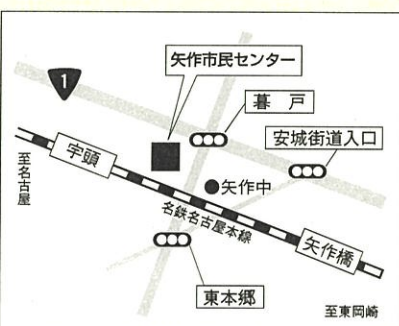 1
矢作市民センター
暮戸
安城街道入口
宇頭
至名古屋
矢作中
名鉄名古屋本線
矢作橋
東本郷
至東岡崎